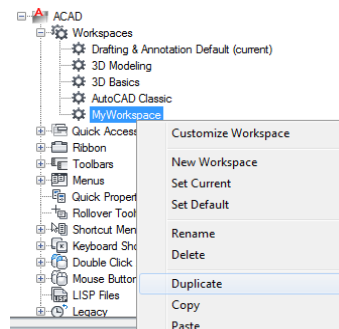 ACAD
Workspaces
Drafting & Annotation Default (current)
3D Modeling
3D Basics
AutoCAD Classic
MyWorkspace
Quick Access
Ribbon
Toolbars
Menus
Quick Propert
Rollover Tool
Shortcut Men
Keyboard Sho
Double Click
Mouse Button
LISP Files
Legacy
Customize Workspace
New Workspace
Set Current
Set Default
Rename
Delete
Duplicate
Copy
Paste